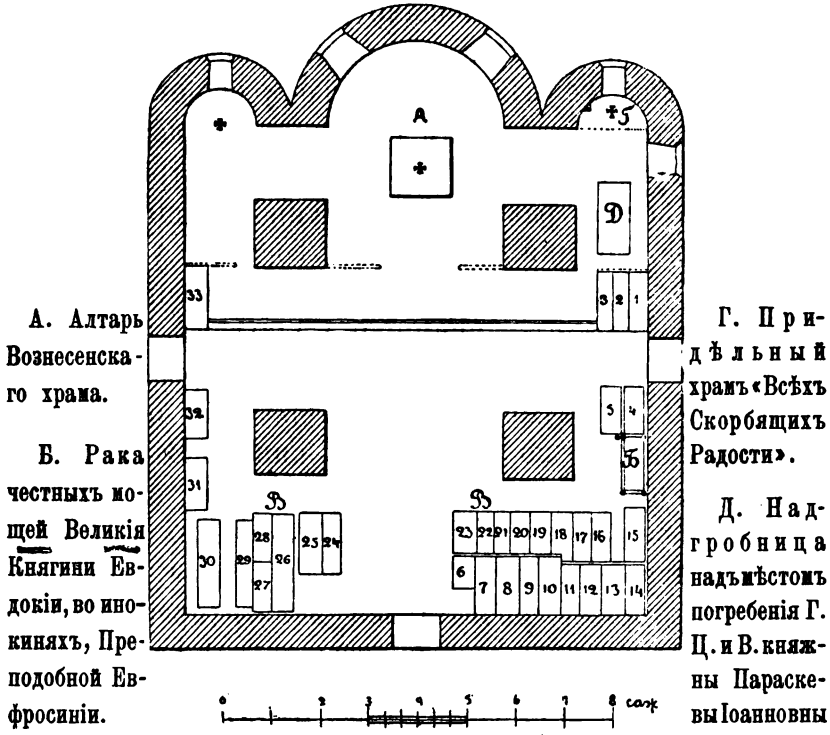 А
Г
Д
33
3 2 1
А. Алтарь
Вознесенска-
го храма.
Б. Рака
честныхъ мо-
щей Великія
Княгини Ев-
докіи, во ино-
киняхъ, Пре-
подобной Ев-
фросиніи.
32
5 4
Б
31
В
В
28
26
25 24
23 22 21 20 19 18 17 16
15
30
29
27
6
7 8 9 10 11 12 13 14
Г. При-
дѣльный
храмъ «Всѣхъ
Скорбящихъ
Радости».
Д. Над-
гробница
надъ мѣстомъ
погребенія Г.
Ц. и В. княж-
ны Параске-
вы Іоанновны
0 1 2 3 4 5 6 7 8 саж